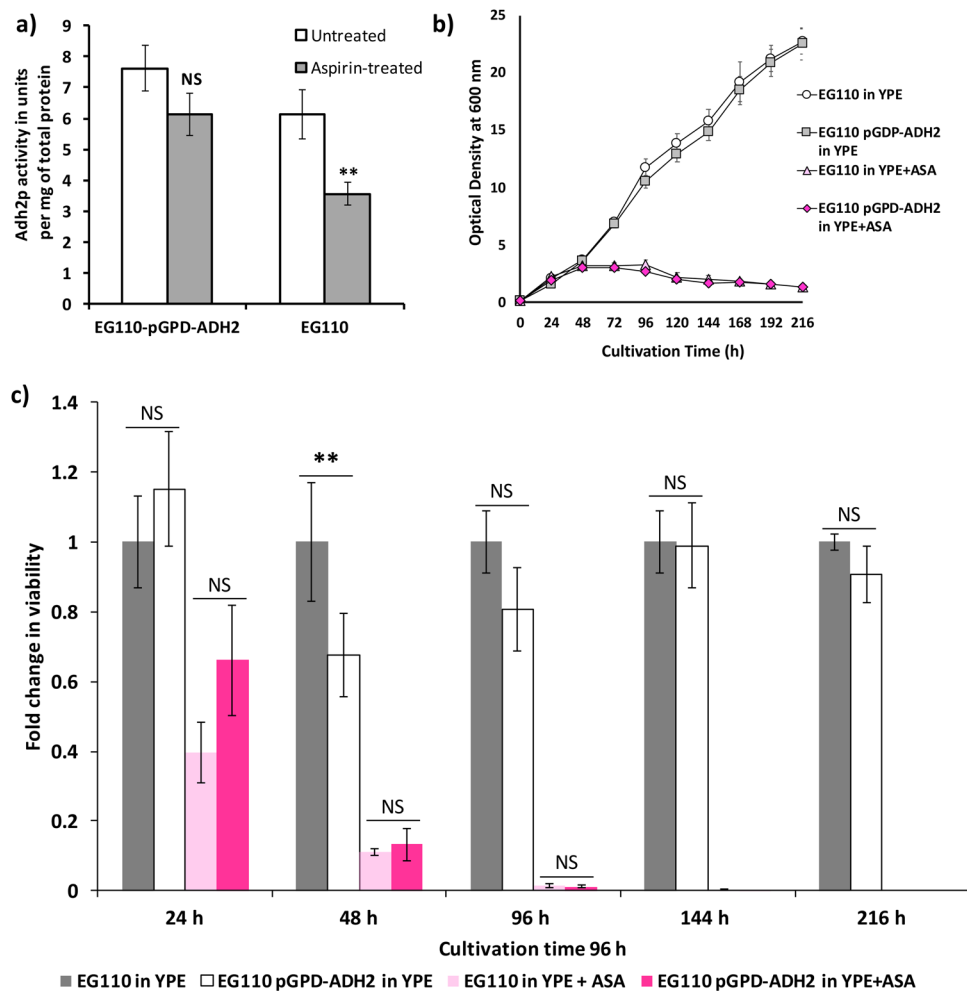 a)
Adh2p activity in units
per mg of total protein
9
8
7
6
5
4
3
2
1
0
Untreated
Aspirin-treated
NS
**
EG110-pGPD-ADH2
EG110
b)
Optical Density at 600 nm
25
20
15
10
5
0
0 24 48 72 96 120 144 168 192 216
Cultivation Time (h)
EG110 in YPE
EG110 pGDP-ADH2
in YPE
EG110 in YPE+ASA
EG110 pGPD-ADH2
in YPE+ASA
c)
Fold change in viability
1.4
1.2
1
0.8
0.6
0.4
0.2
0
NS
NS
**
NS
NS
NS
NS
NS
24 h
48 h
96 h
144 h
216 h
Cultivation time 96 h
EG110 in YPE EG110 pGPD-ADH2 in YPE EG110 in YPE + ASA EG110 pGPD-ADH2 in YPE+ASA